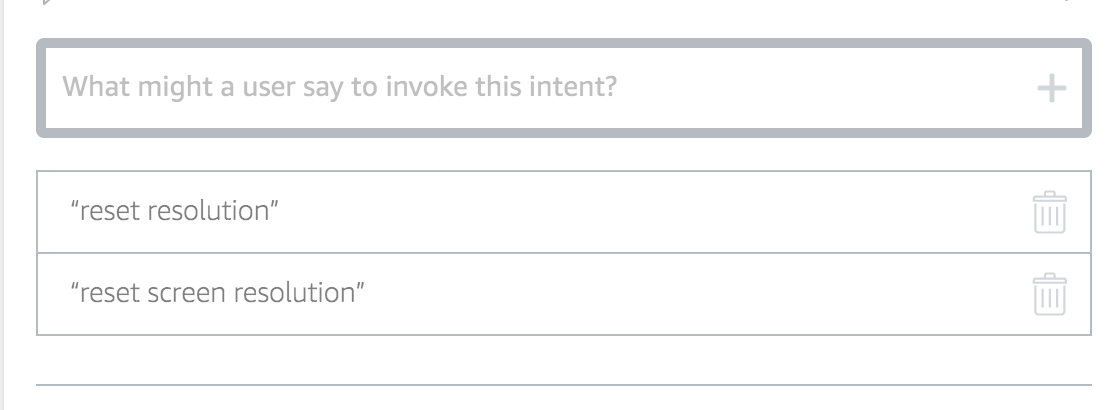 What might a user say to invoke this intent?
“reset resolution”
“reset screen resolution”